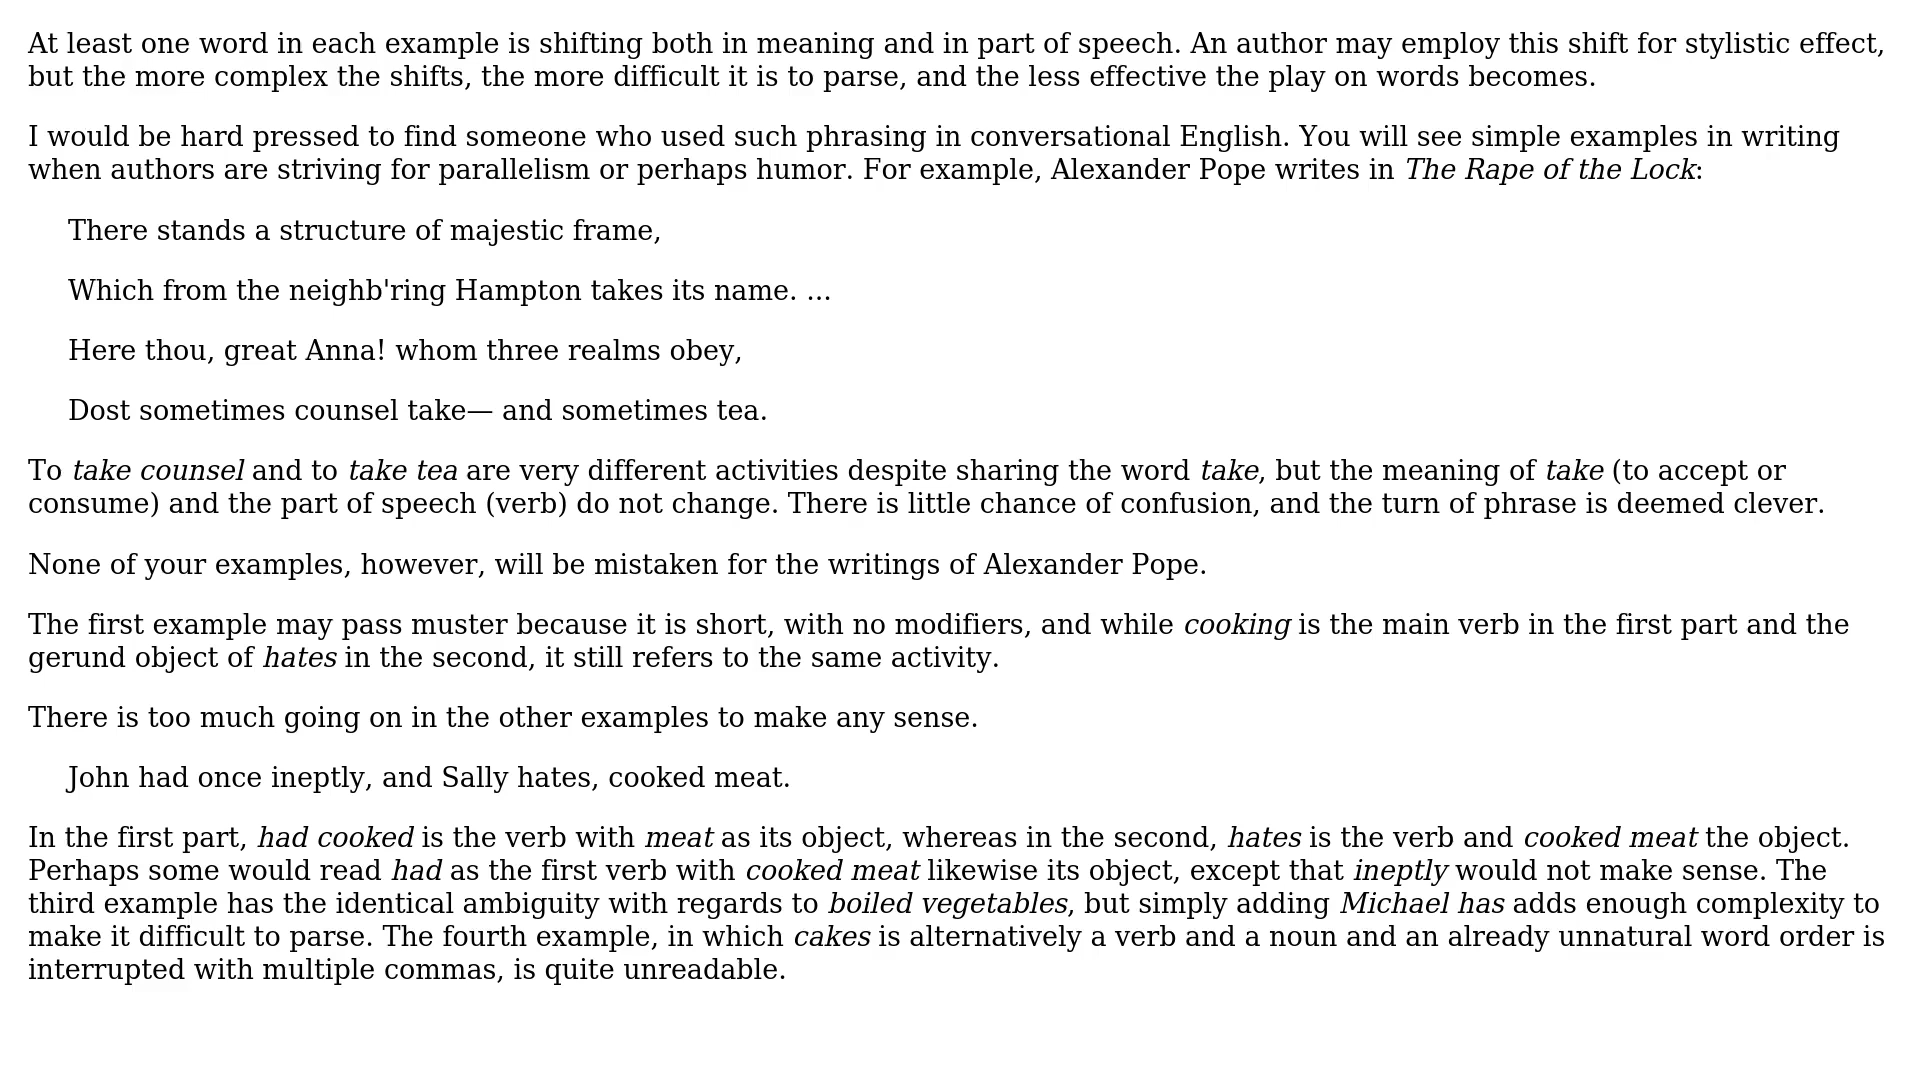 At least one word in each example is shifting both in meaning and in part of speech. An author may employ this shift for stylistic effect,
but the more complex the shifts, the more difficult it is to parse, and the less effective the play on words becomes.
I would be hard pressed to find someone who used such phrasing in conversational English. You will see simple examples in writing
when authors are striving for parallelism or perhaps humor. For example, Alexander Pope writes in The Rape of the Lock:
There stands a structure of majestic frame,
Which from the neighb'ring Hampton takes its name. ...
Here thou, great Anna! whom three realms obey,
Dost sometimes counsel take— and sometimes tea.
To take counsel and to take tea are very different activities despite sharing the word take, but the meaning of take (to accept or
consume) and the part of speech (verb) do not change. There is little chance of confusion, and the turn of phrase is deemed clever.
None of your examples, however, will be mistaken for the writings of Alexander Pope.
The first example may pass muster because it is short, with no modifiers, and while cooking is the main verb in the first part and the
gerund object of hates in the second, it still refers to the same activity.
There is too much going on in the other examples to make any sense.
John had once ineptly, and Sally hates, cooked meat.
In the first part, had cooked is the verb with meat as its object, whereas in the second, hates is the verb and cooked meat the object.
Perhaps some would read had as the first verb with cooked meat likewise its object, except that ineptly would not make sense. The
third example has the identical ambiguity with regards to boiled vegetables, but simply adding Michael has adds enough complexity to
make it difficult to parse. The fourth example, in which cakes is alternatively a verb and a noun and an already unnatural word order is
interrupted with multiple commas, is quite unreadable.